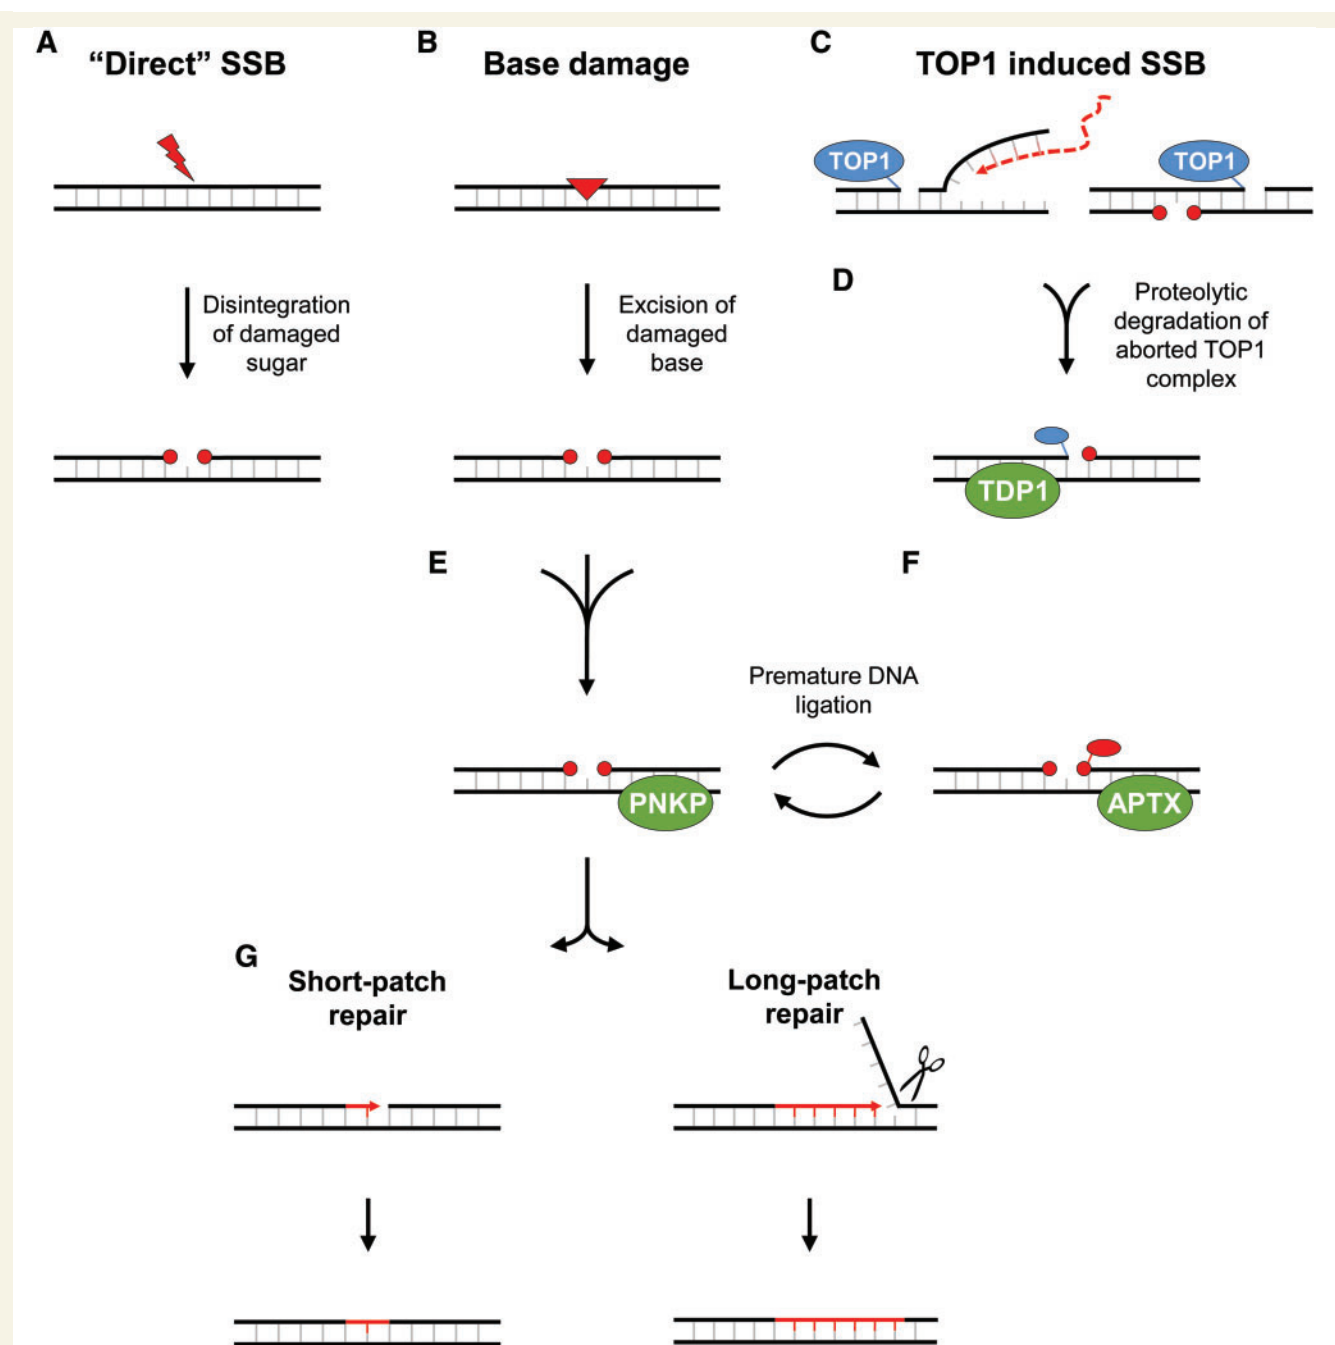 A
"Direct" SSB
B
Base damage
C
TOP1 induced SSB
TOP1
TOP1
Disintegration
of damaged
sugar
Excision of
damaged
base
D
Proteolytic
degradation of
aborted TOP1
complex
TDP1
E
F
Premature DNA
ligation
PNKP
APTX
G
Short-patch
repair
Long-patch
repair